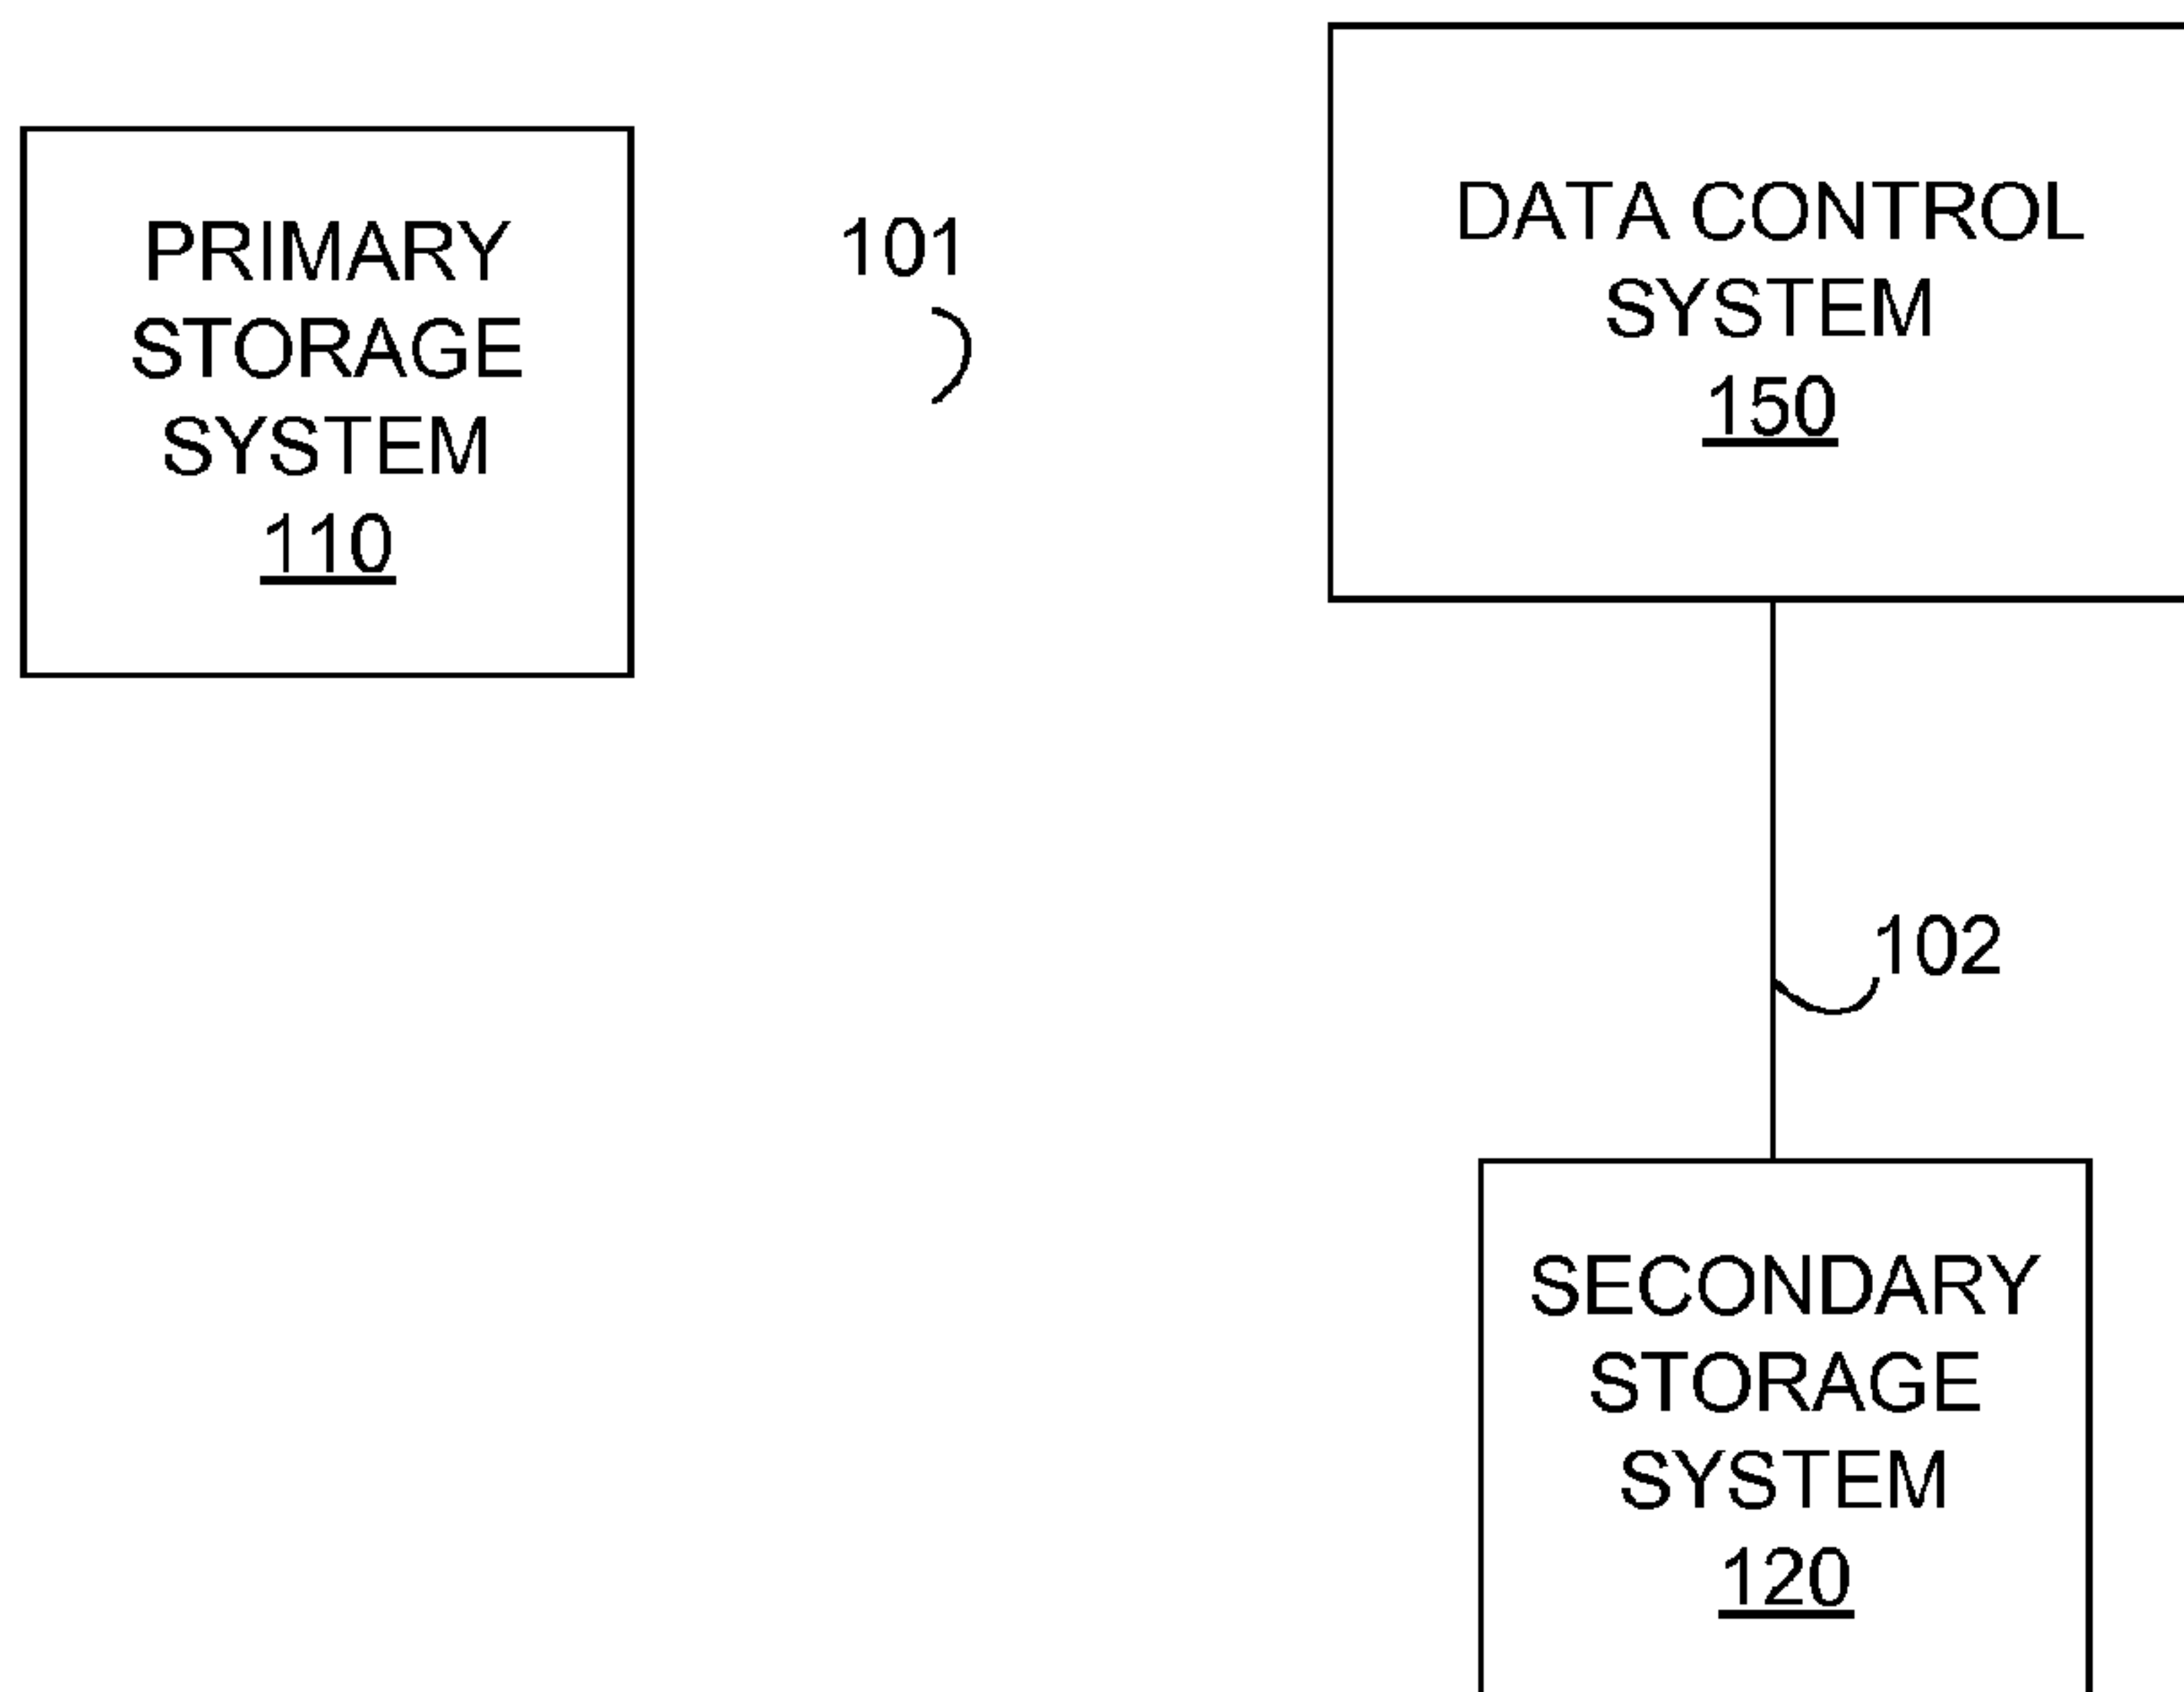 PRIMARY
STORAGE
SYSTEM
110
101
DATA CONTROL
SYSTEM
150
102
SECONDARY
STORAGE
SYSTEM
120